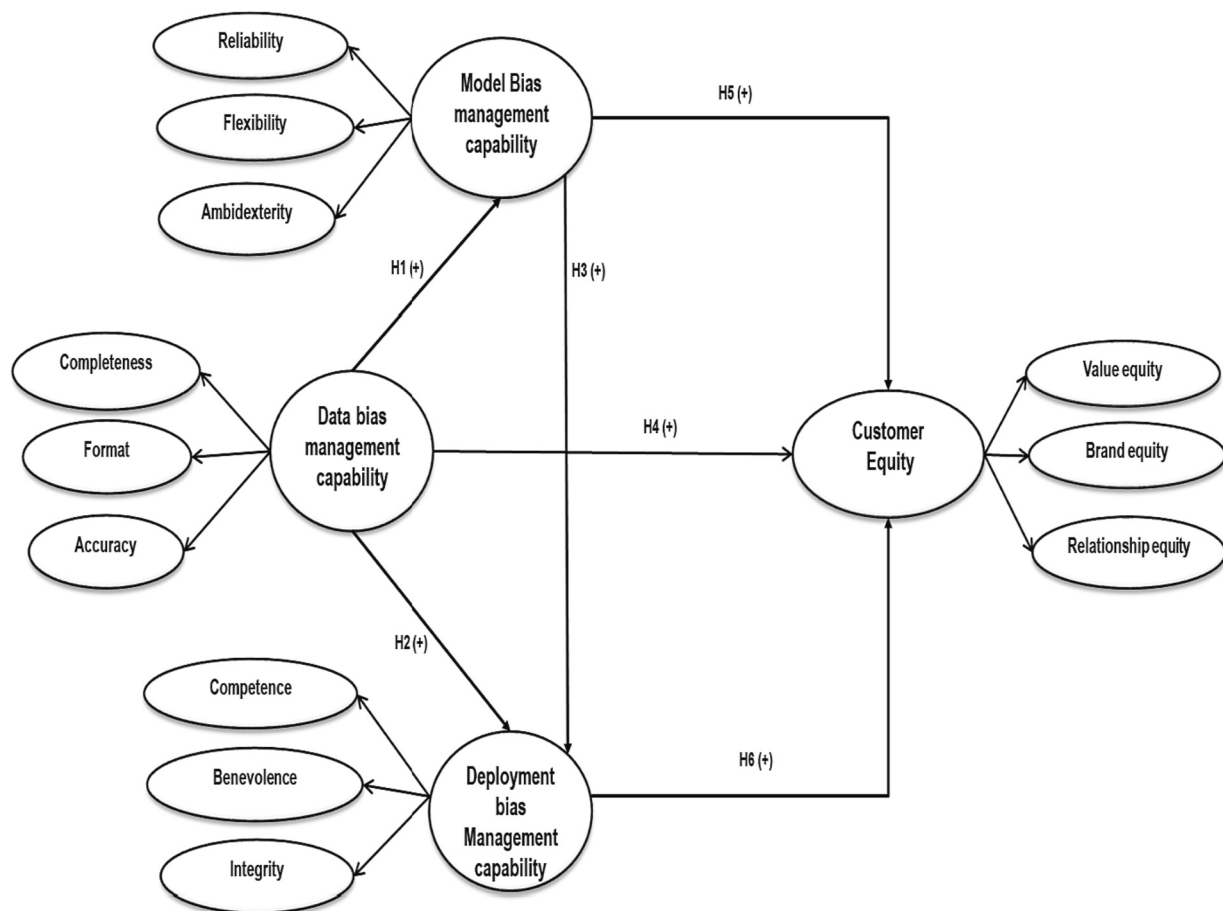 Reliability
Flexibility
Ambidexterity
Model Bias
management
capability
H5 (+)
H1 (+)
H3 (+)
Completeness
Format
Accuracy
Data bias
management
capability
H4 (+)
Customer
Equity
Value equity
Brand equity
Relationship equity
H2 (+)
Competence
Benevolence
Integrity
Deployment
bias
Management
capability
H6 (+)